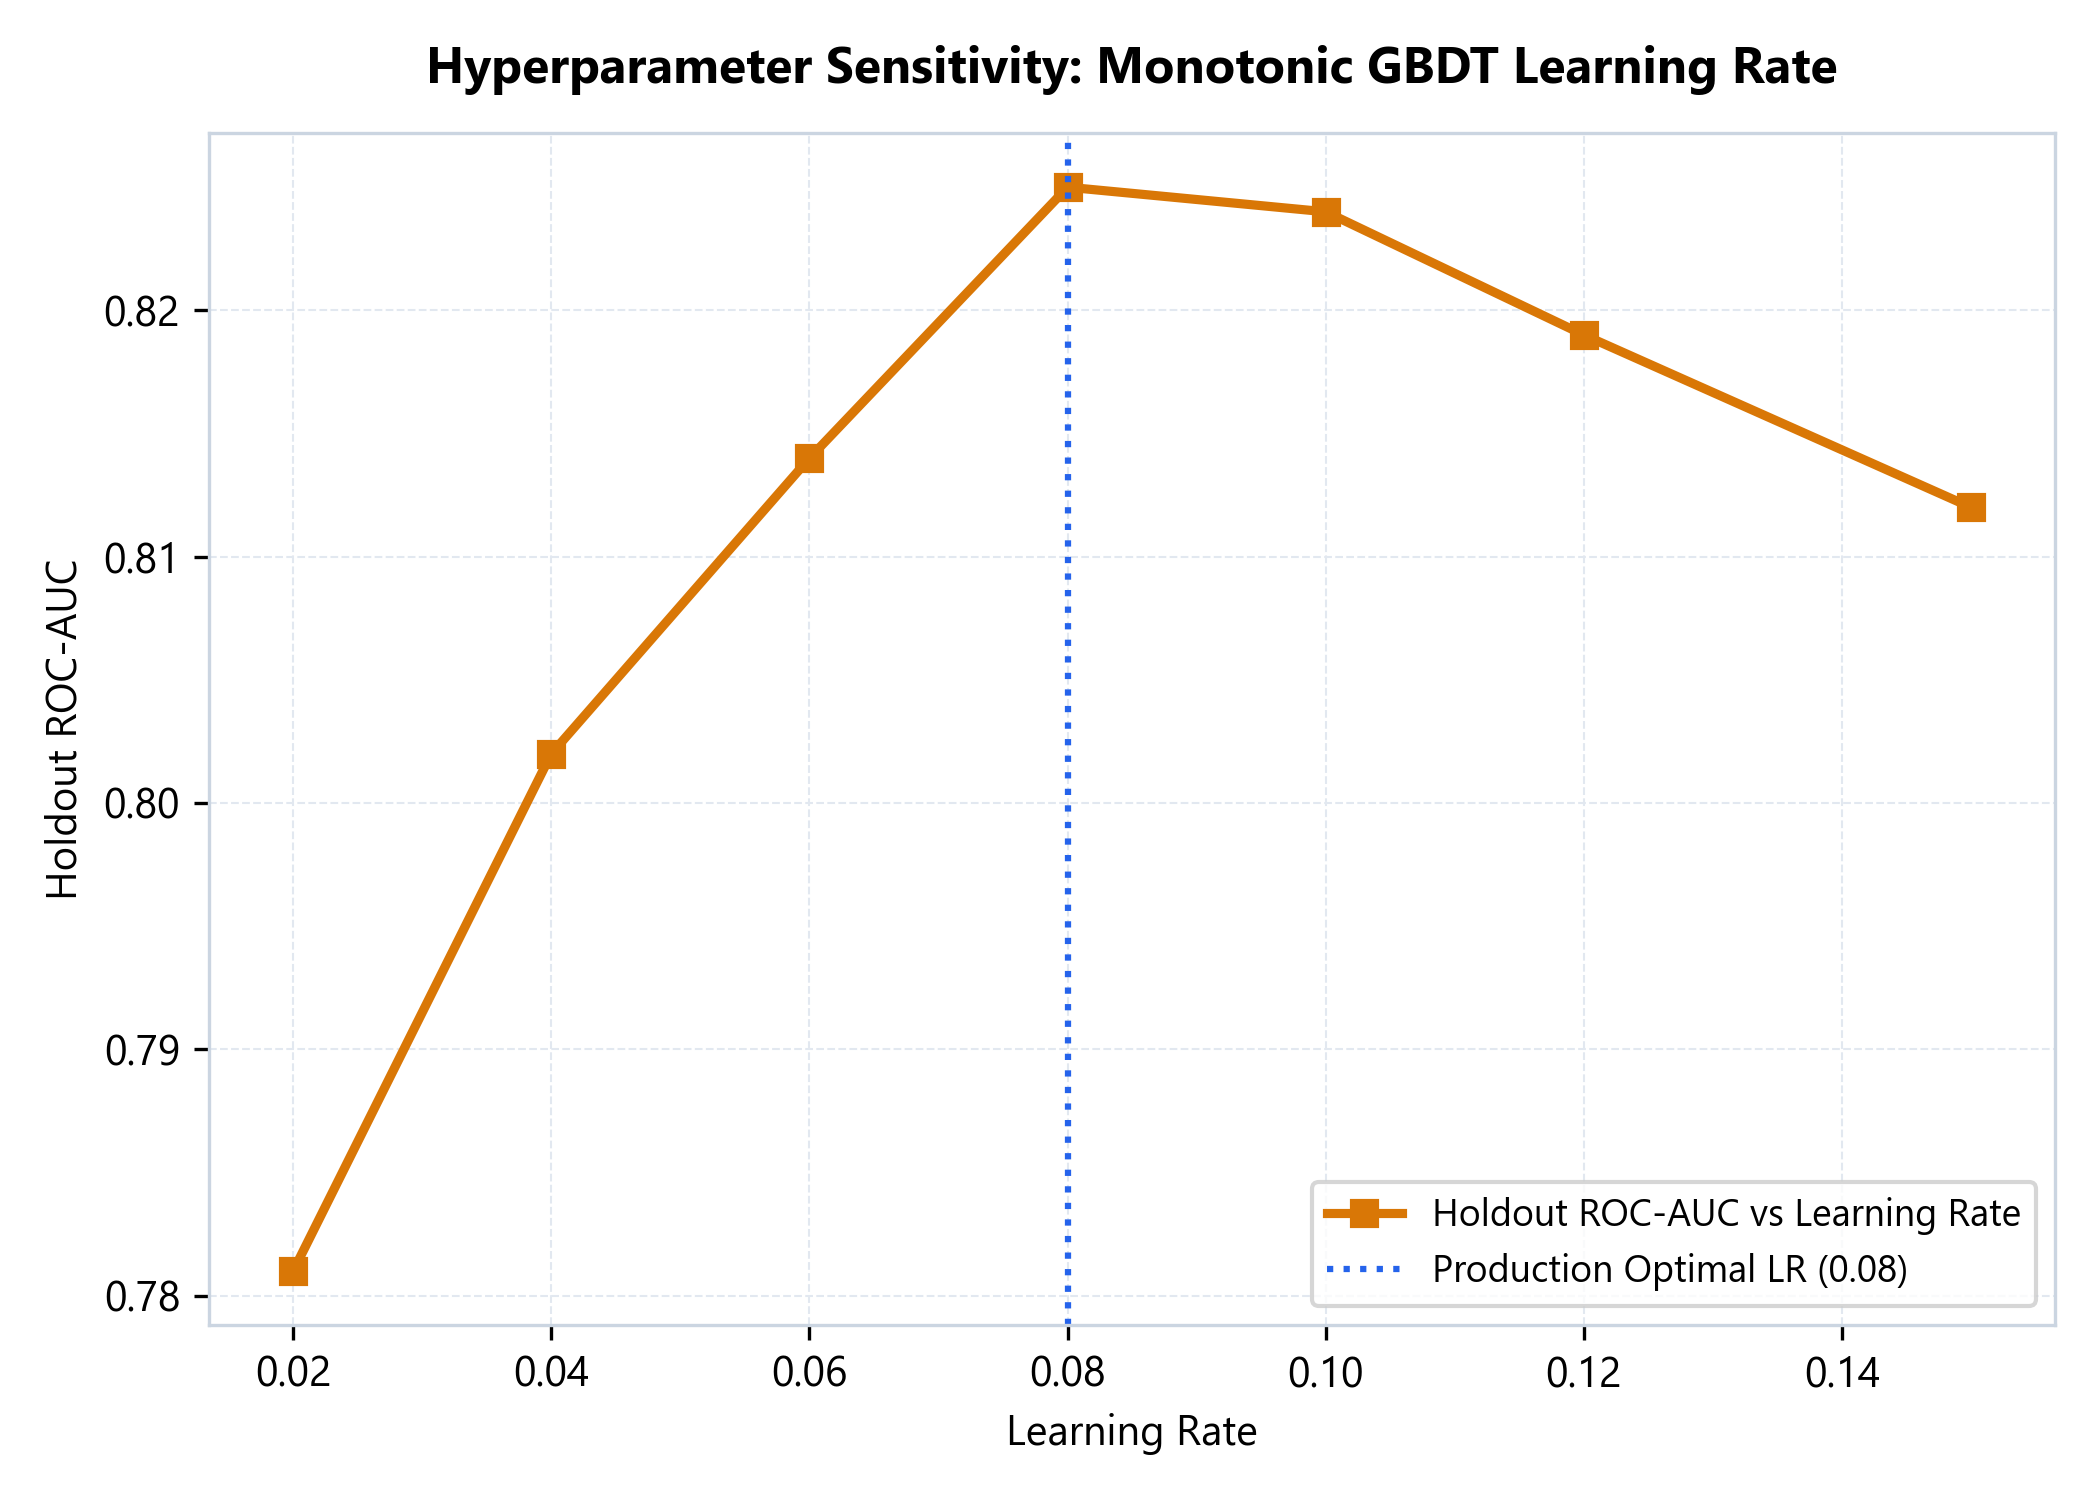 Hyperparameter Sensitivity: Monotonic GBDT Learning Rate
Holdout ROC-AUC
0.82
0.81
0.80
0.79
0.78
0.02
0.04
0.06
0.08
0.10
0.12
0.14
Learning Rate
Holdout ROC-AUC vs Learning Rate
Production Optimal LR (0.08)